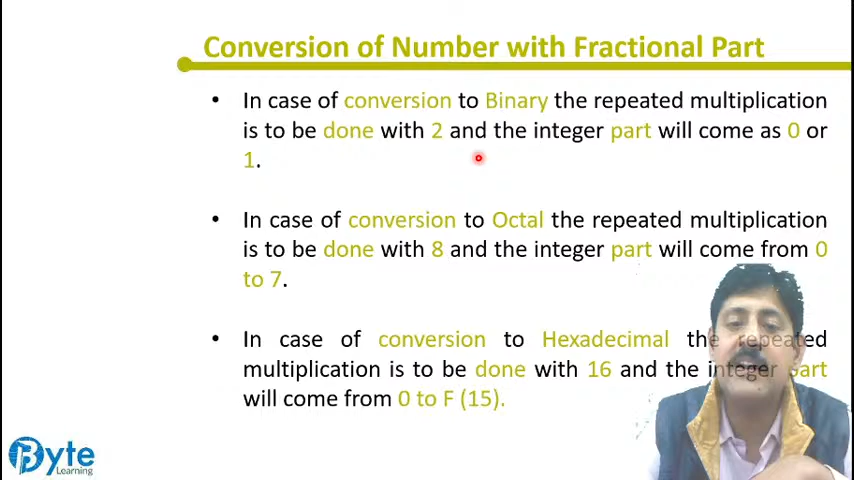 Conversion of Number with Fractional Part
• In case of conversion to Binary the repeated multiplication
is to be done with 2 and the integer part will come as 0 or
1.
• In case of conversion to Octal the repeated multiplication
is to be done with 8 and the integer part will come from 0
to 7.
• In case of conversion to Hexadecimal the repeated
multiplication is to be done with 16 and the integer part
will come from 0 to F (15).
Byte
Learning